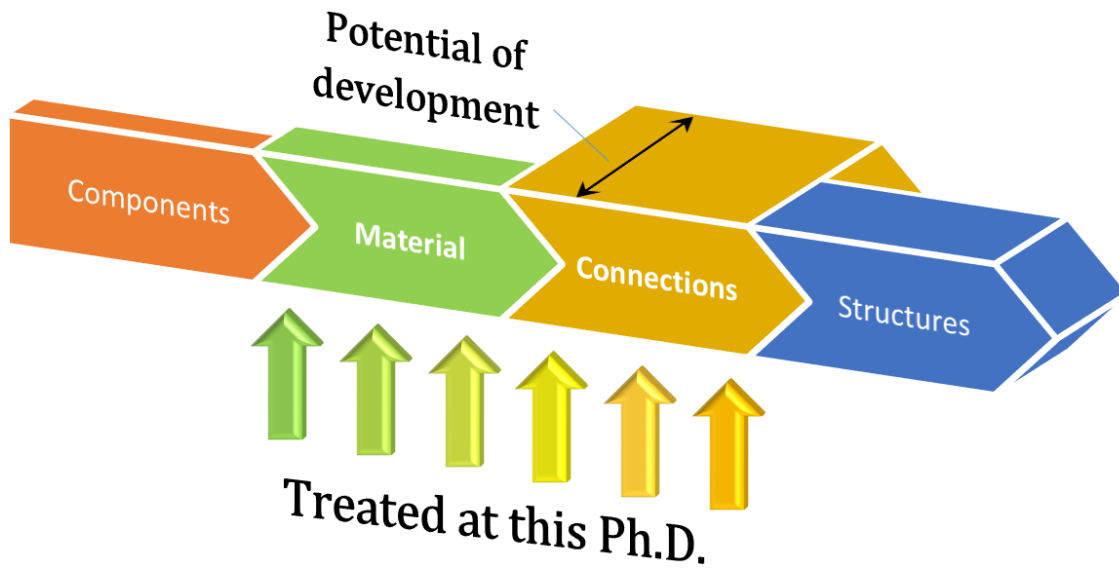 Potential of
development
Components
Material
Connections
Structures
Treated at this Ph.D.